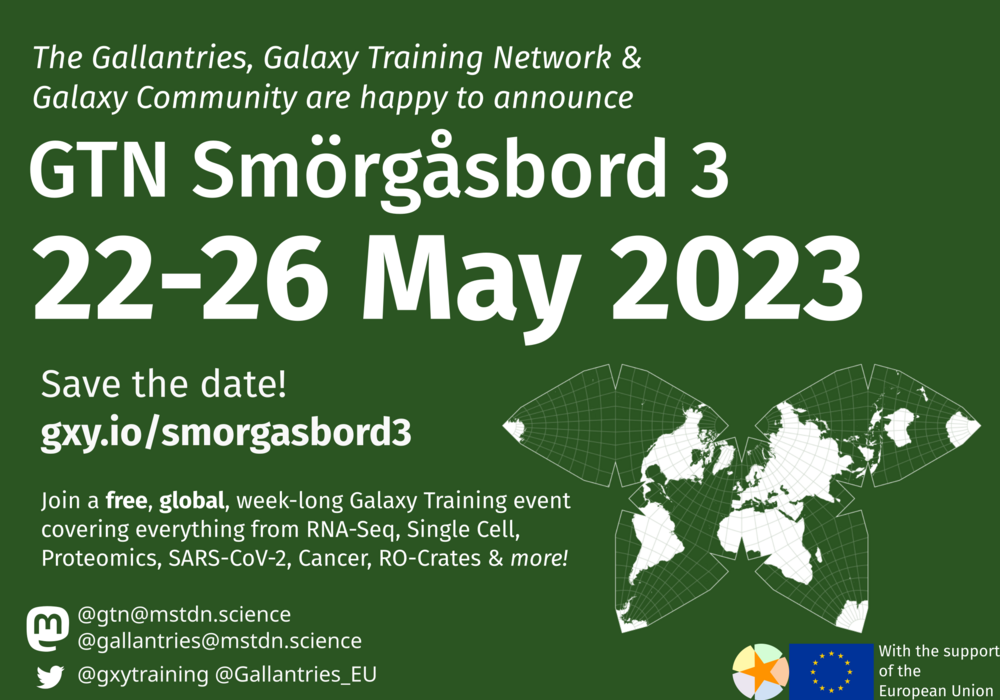 The Gallantries, Galaxy Training Network &
Galaxy Community are happy to announce
GTN Smörgåsbord 3
22-26 May 2023
Save the date!
gxy.io/smorgasbord3
Join a free, global, week-long Galaxy Training event
covering everything from RNA-Seq, Single Cell,
Proteomics, SARS-CoV-2, Cancer, RO-Crates & more!
@gtn@mstdn.science
@gallantries@mstdn.science
@gxytraining @Gallantries_EU
With the support
of the
European Union